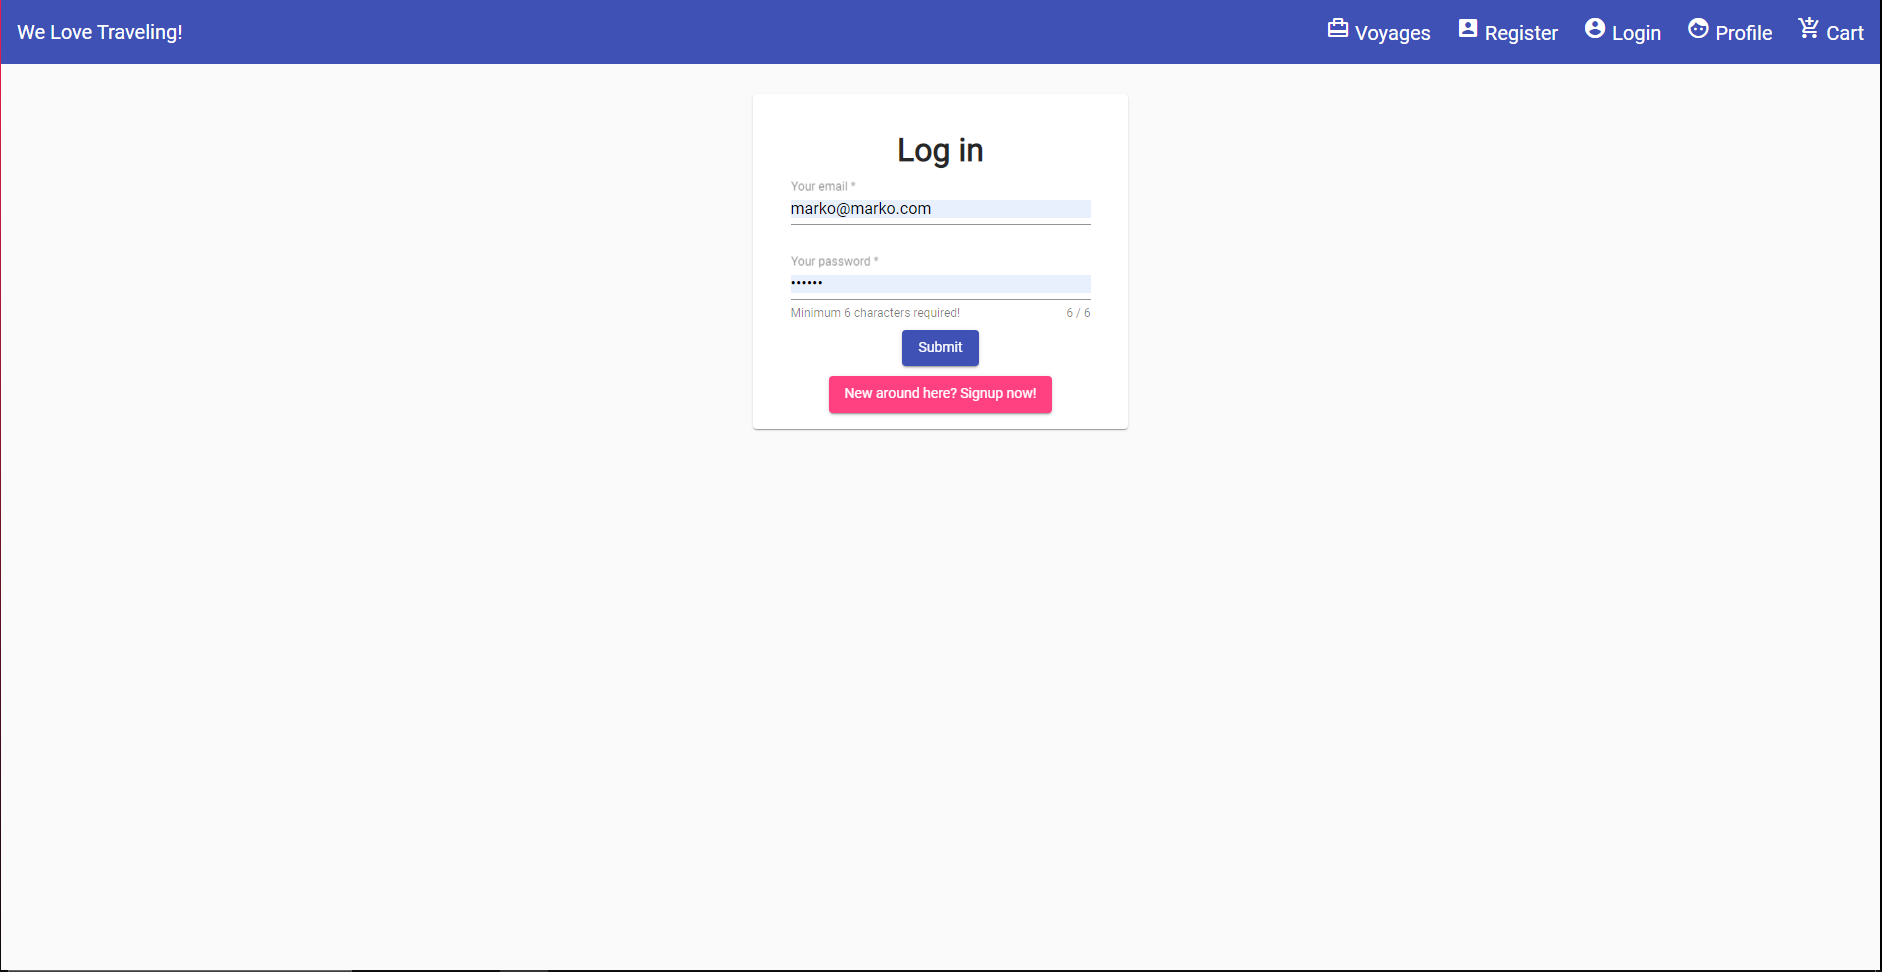 We Love Traveling!
Voyages
Register
Login
Profile
Cart
Log in
Your email *
marko@marko.com
Your password *
••••••
Minimum 6 characters required!
6 / 6
Submit
New around here? Signup now!